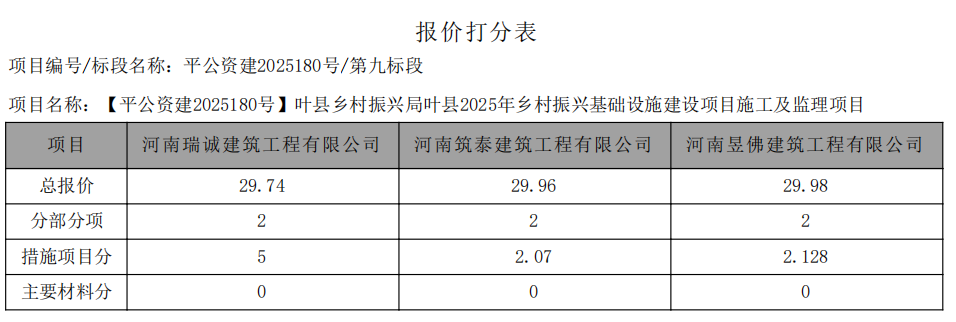 报价打分表
项目编号/标段名称：平公资建2025180号/第九标段
项目名称：【平公资建2025180号】叶县乡村振兴局叶县2025年乡村振兴基础设施建设项目施工及监理项目
项目 河南瑞诚建筑工程有限公司 河南筑泰建筑工程有限公司 河南昱佛建筑工程有限公司
总报价 29.74 29.96 29.98
分部分项 2 2 2
措施项目分 5 2.07 2.128
主要材料分 0 0 0